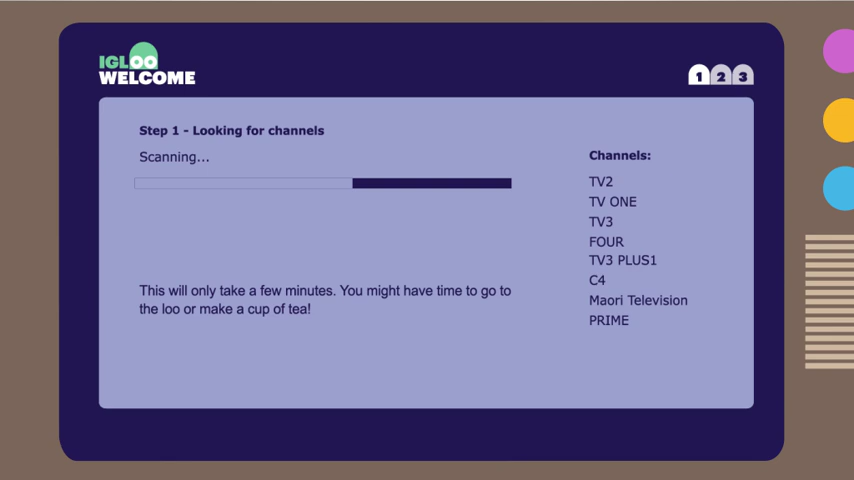 IGLOO
WELCOME
1 2 3
Step 1 - Looking for channels
Scanning...
This will only take a few minutes. You might have time to go to
the loo or make a cup of tea!
Channels:
TV2
TV ONE
TV3
FOUR
TV3 PLUS1
C4
Maori Television
PRIME